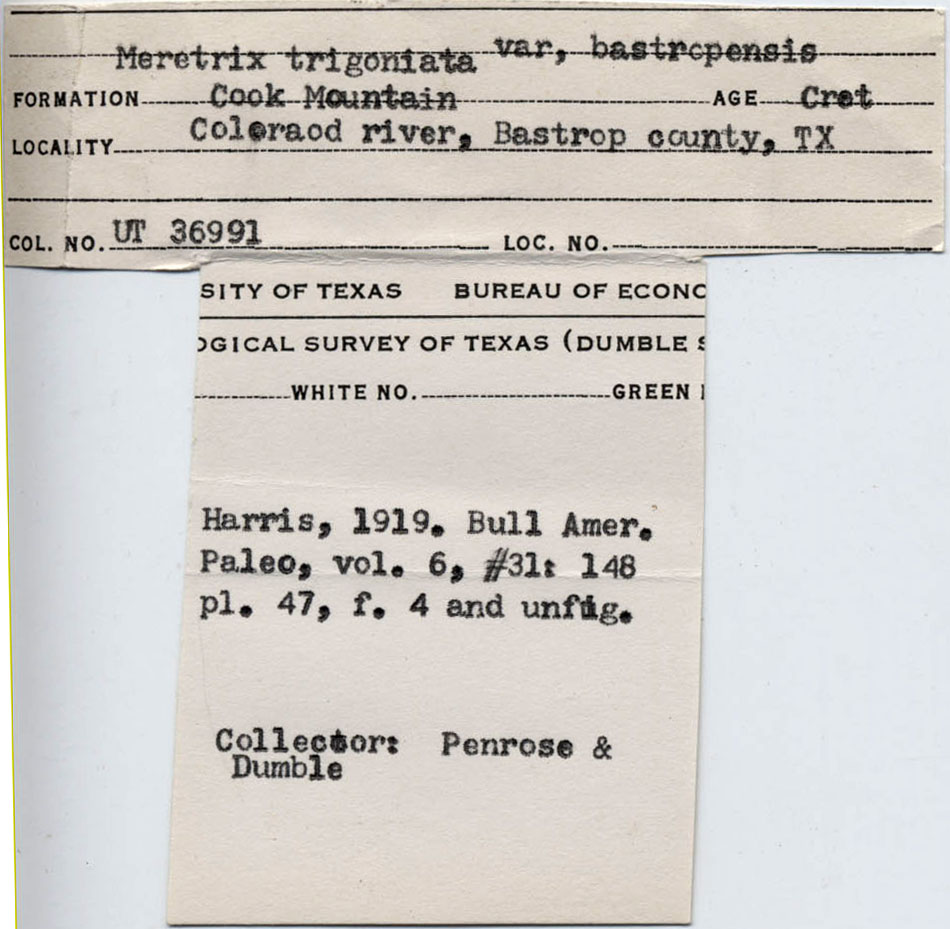 Meretrix trigoniata var, bastropensis
FORMATION Cook Mountain AGE Cret
LOCALITY Coloraod river, Bastrop county, TX
COL. NO. UT 36991 LOC. NO.
SITY OF TEXAS BUREAU OF ECONO
OGICAL SURVEY OF TEXAS (DUMBLE S
WHITE NO. GREEN
Harris, 1919. Bull Amer.
Paleo, vol. 6, #31: 148
pl. 47, f. 4 and unfig.
Collector: Penrose &
Dumble